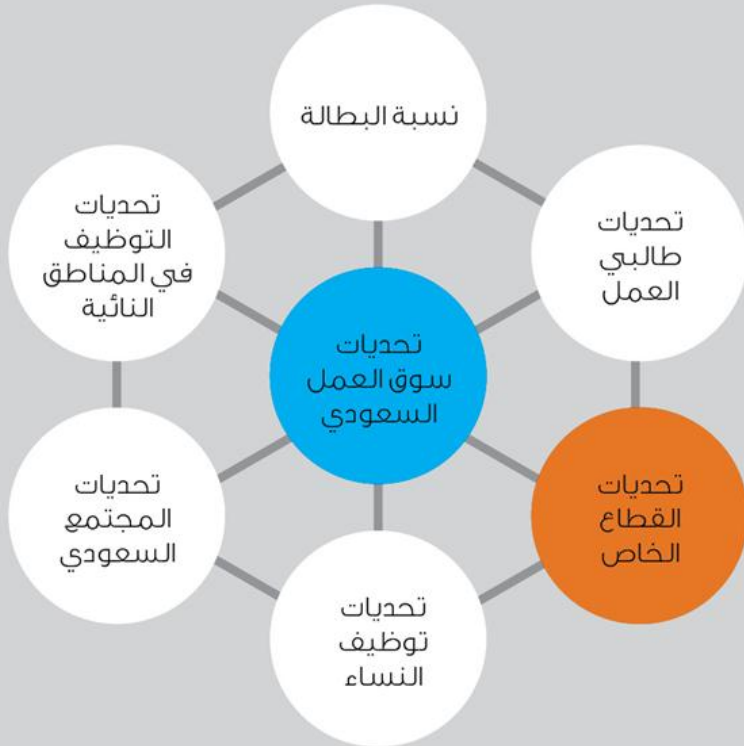 نسبة البطالة
تحديات
طالبي
العمل
تحديات
التوظيف
في المناطق
النائية
تحديات
سوق العمل
السعودي
تحديات
القطاع
الخاص
تحديات
المجتمع
السعودي
تحديات
توظيف
النساء